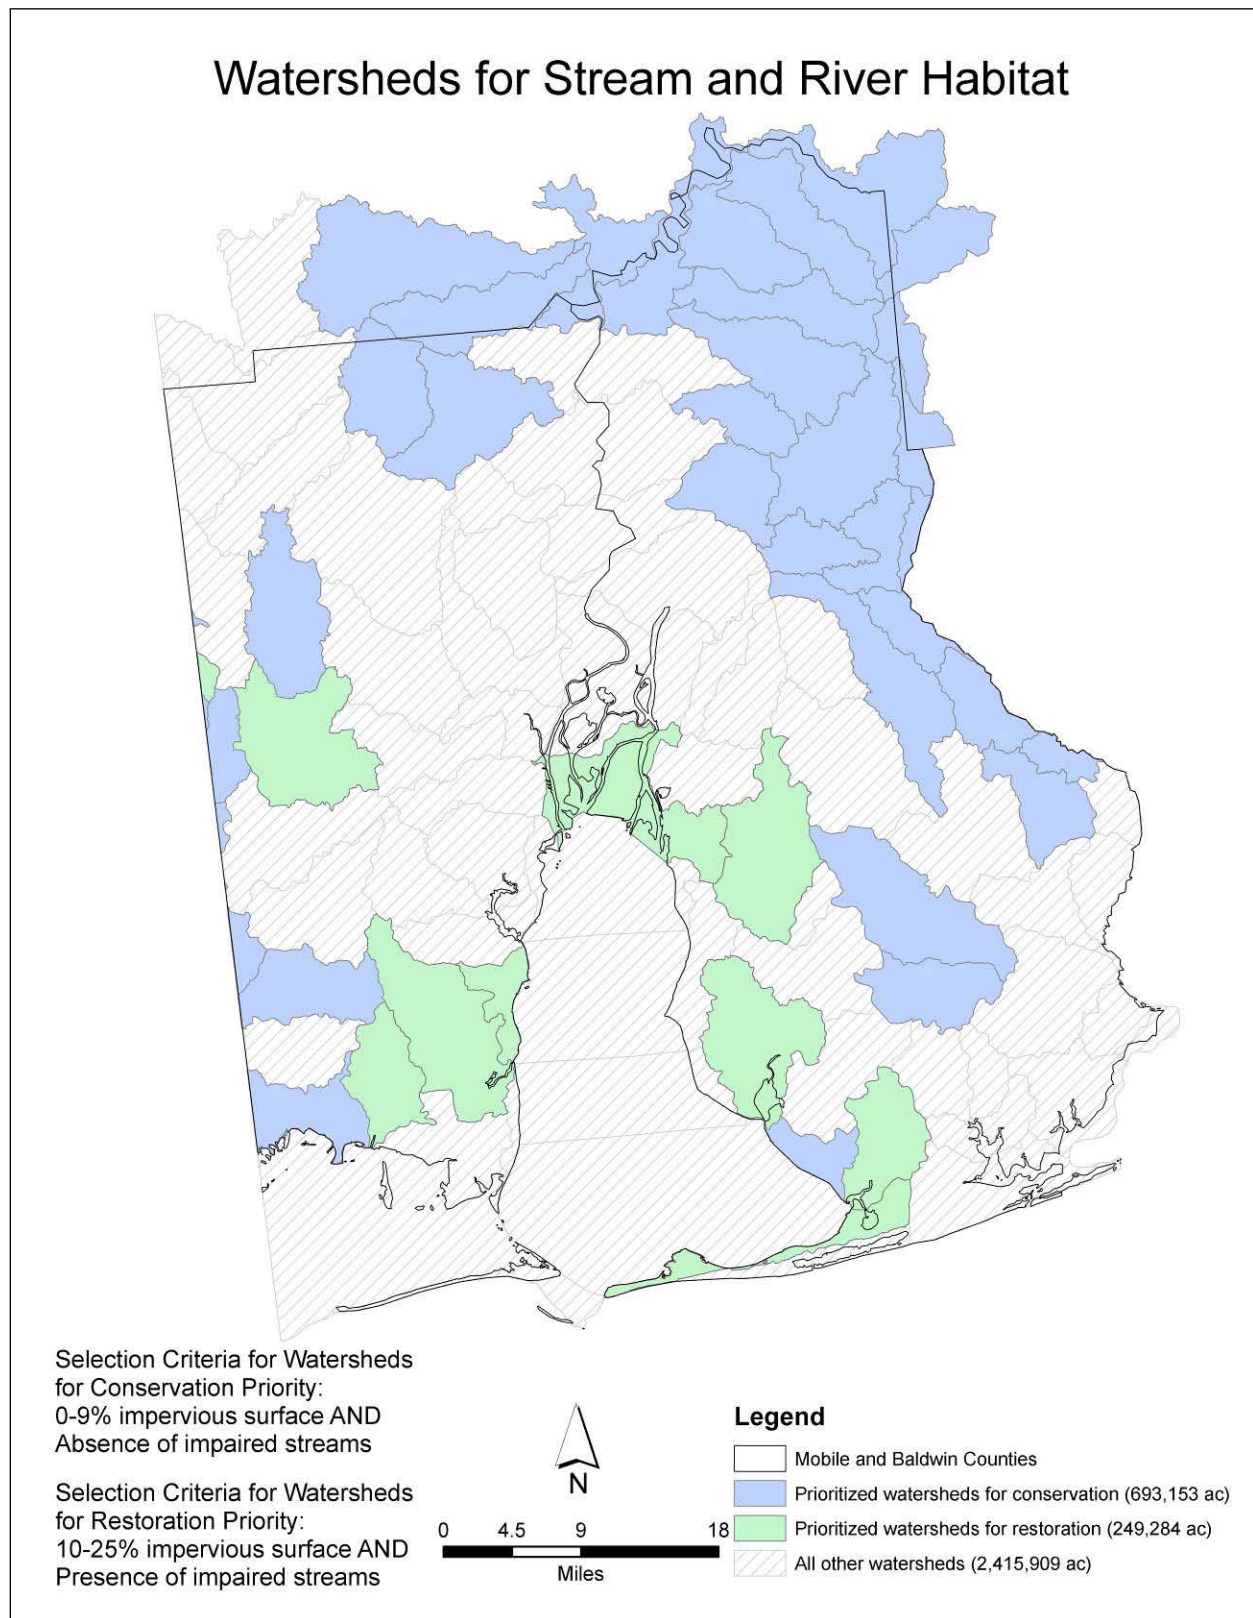 Watersheds for Stream and River Habitat
Selection Criteria for Watersheds
for Conservation Priority:
0-9% impervious surface AND
Absence of impaired streams
Selection Criteria for Watersheds
for Restoration Priority:
10-25% impervious surface AND
Presence of impaired streams
N
0 4.5 9 18
Miles
Legend
Mobile and Baldwin Counties
Prioritized watersheds for conservation (693,153 ac)
Prioritized watersheds for restoration (249,284 ac)
All other watersheds (2,415,909 ac)